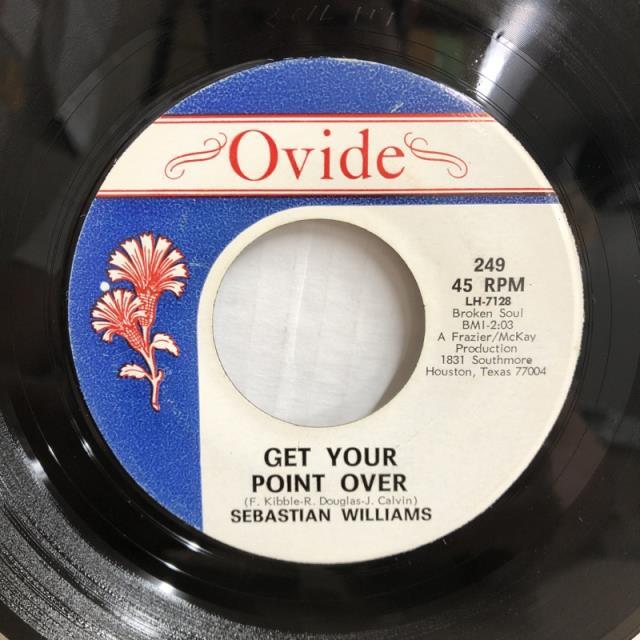 Ovide
249
45 RPM
LH-7128
Broken Soul
BMI-2:03
A Frazier/McKay
Production
1831 Southmore
Houston, Texas 77004
GET YOUR
POINT OVER
(F. Kibble-R. Douglas-J. Calvin)
SEBASTIAN WILLIAMS